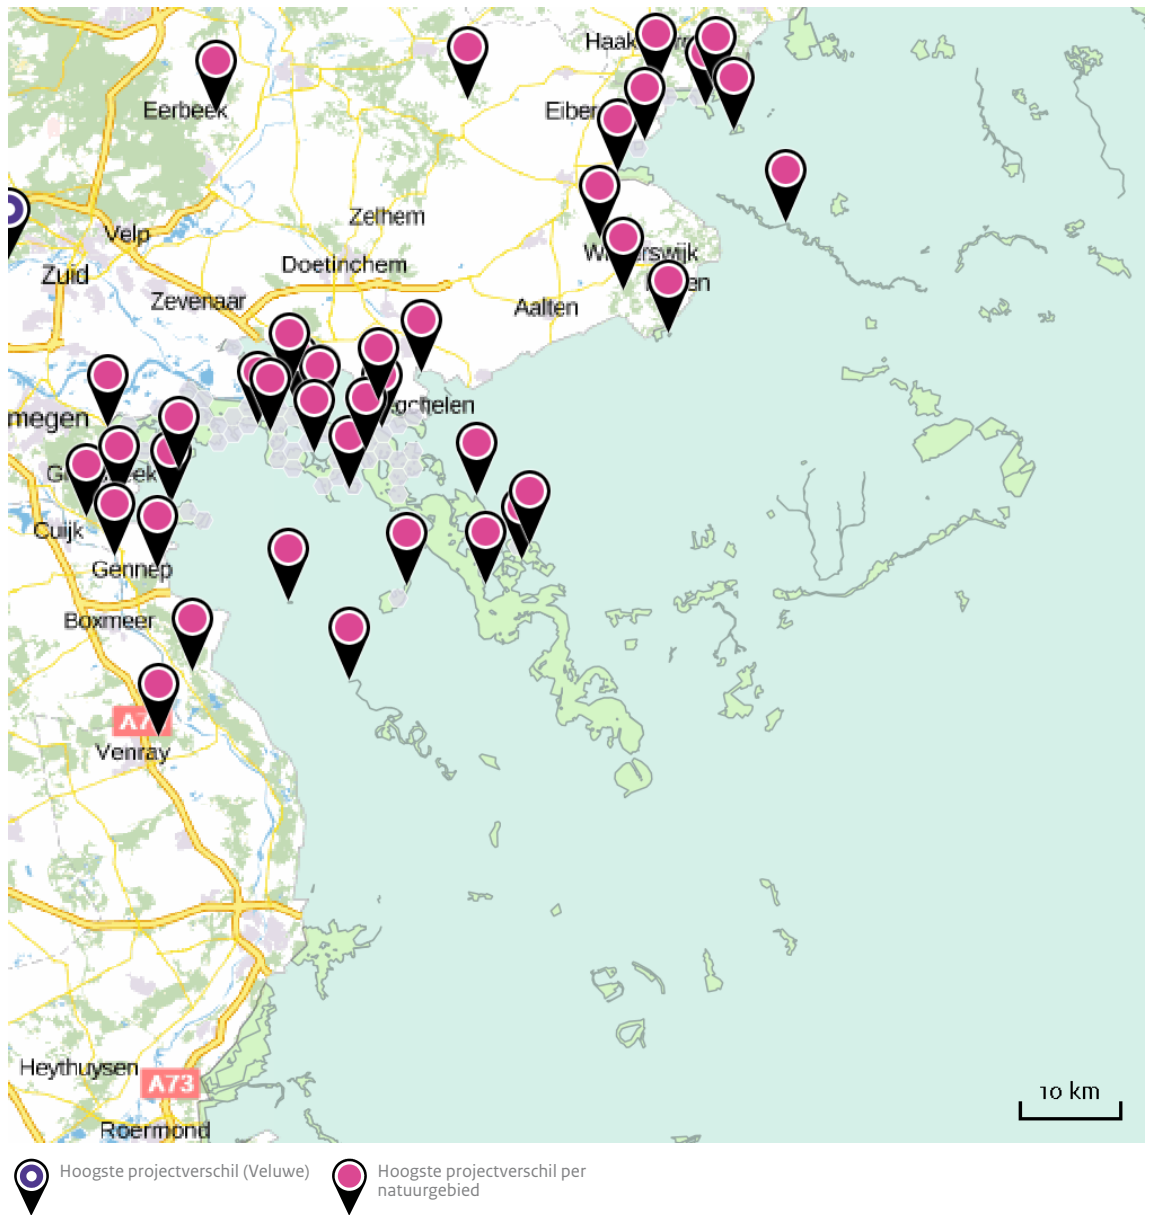 Haak
Eerbeek
Eiber
Zelhem
Velp
Zuid
Doetinchem
Zevenaar
Aalten
megen
Cuijk
Gennep
Boxmeer
Venray
Heythuysen
A73
10 km
Roermond
Hoogste projectverschil (Veluwe)
Hoogste projectverschil per
natuurgebied